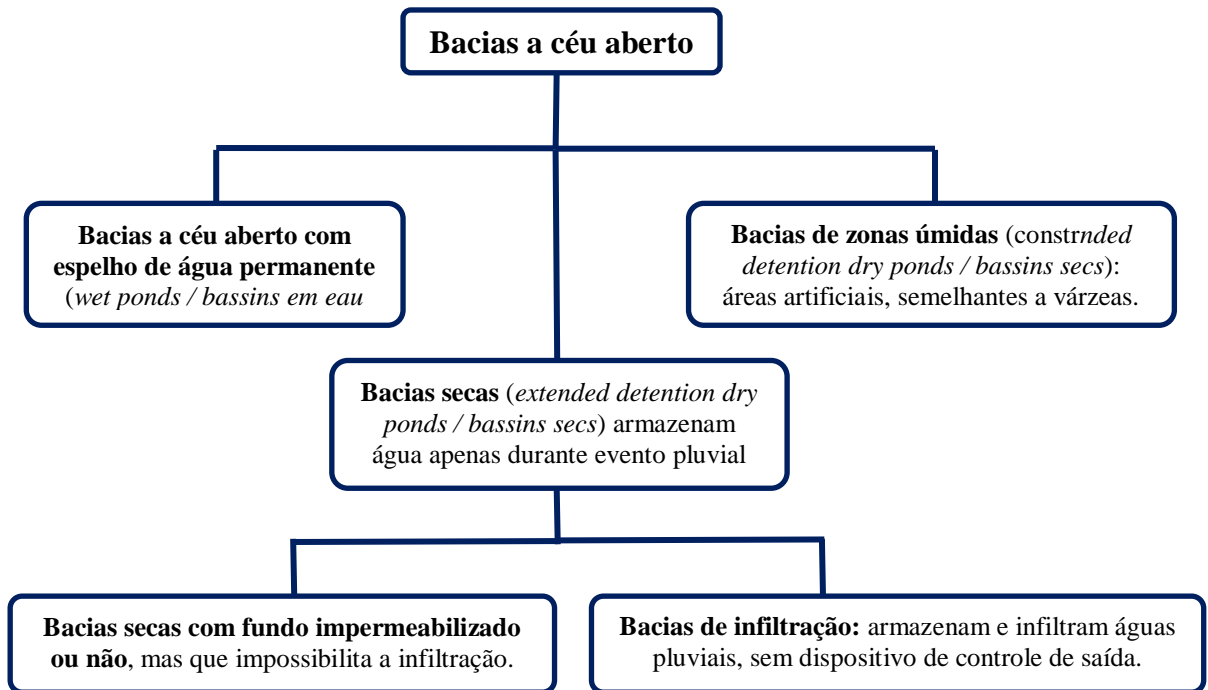 Bacias a céu aberto
Bacias a céu aberto com
espelho de água permanente
(wet ponds / bassins em eau
Bacias de zonas úmidas (constrnded
detention dry ponds / bassins secs):
áreas artificiais, semelhantes a várzeas.
Bacias secas (extended detention dry
ponds / bassins secs) armazenam
água apenas durante evento pluvial
Bacias secas com fundo impermeabilizado
ou não, mas que impossibilita a infiltração.
Bacias de infiltração: armazenam e infiltram águas
pluviais, sem dispositivo de controle de saída.